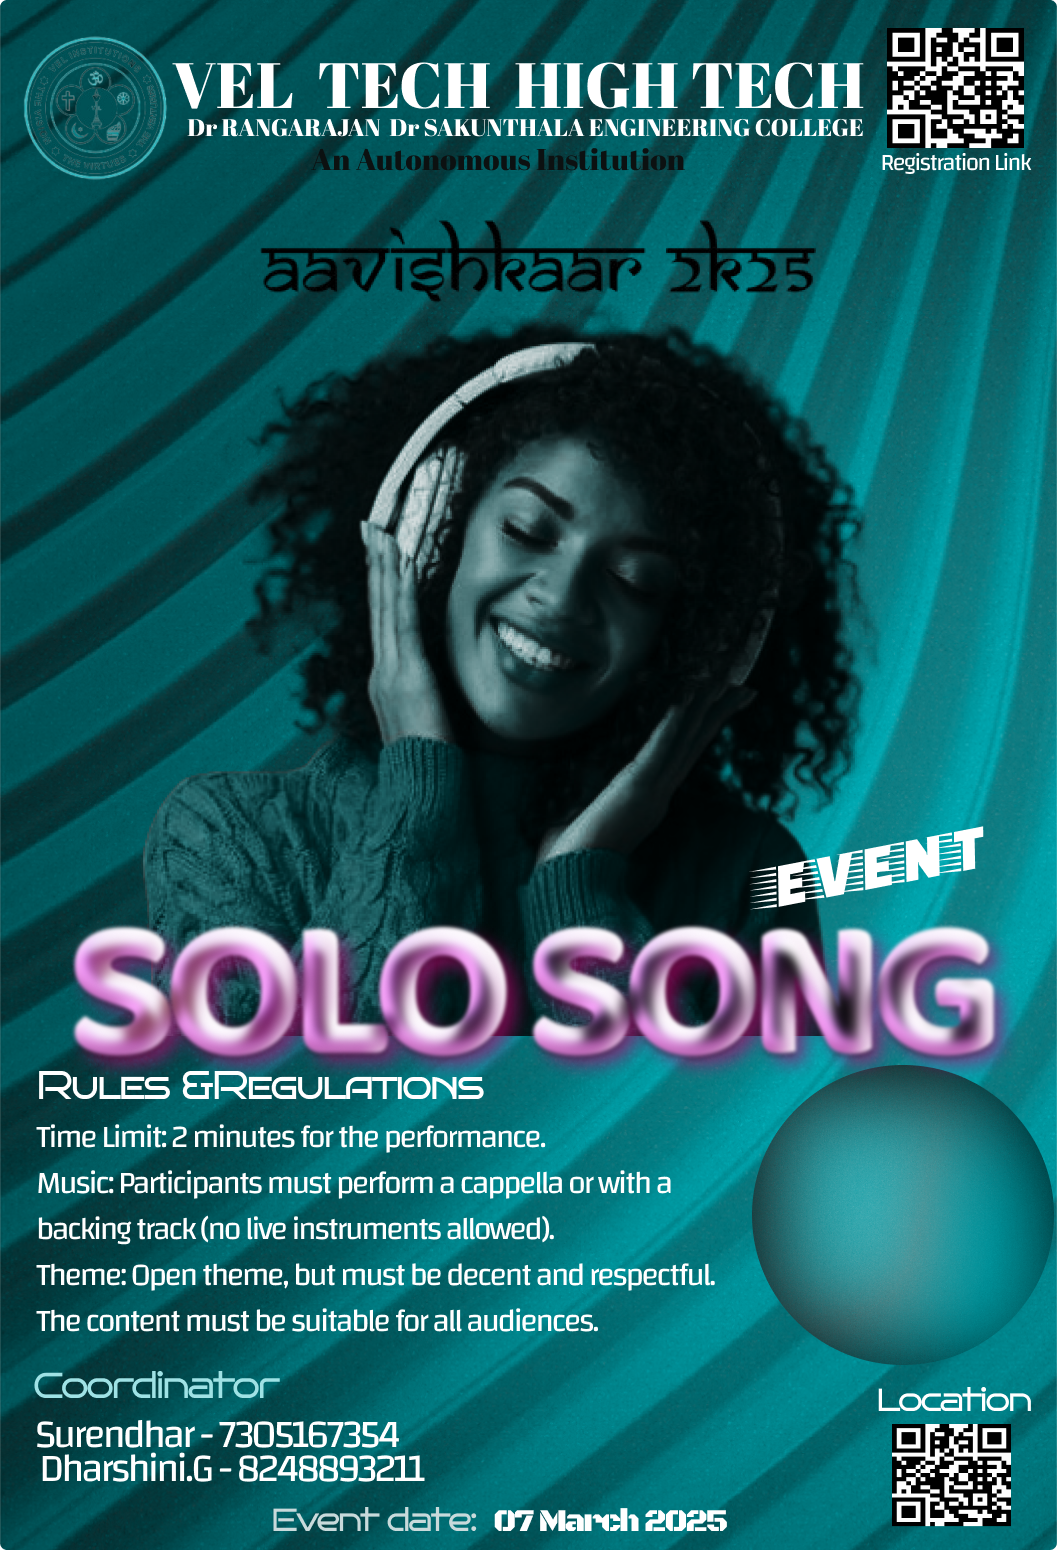 VEL TECH HIGH TECH
Dr RANGARAJAN Dr SAKUNTHALA ENGINEERING COLLEGE
An Autonomous Institution
Registration Link
aavishkaar 2k25
EVENT
SOLO SONG
RULES &REGULATIONS
Time Limit: 2 minutes for the performance.
Music: Participants must perform a cappella or with a
backing track (no live instruments allowed).
Theme: Open theme, but must be decent and respectful.
The content must be suitable for all audiences.
Coordinator
Surendhar - 7305167354
Dharshini.G - 8248893211
Location
Event date: 07 March 2025